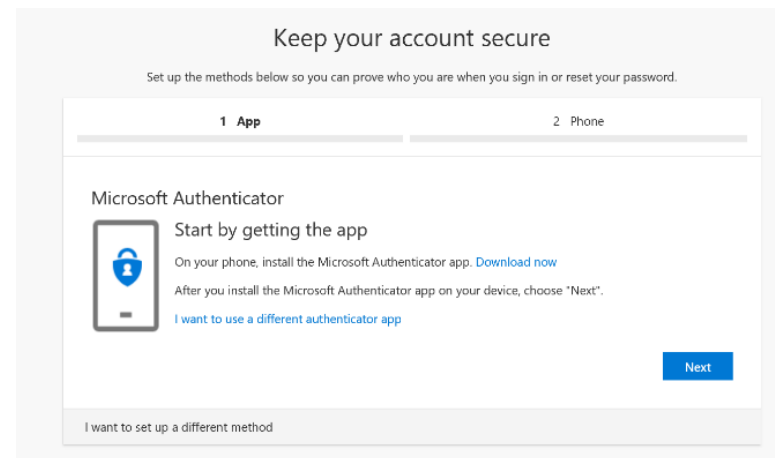 Keep your account secure
Set up the methods below so you can prove who you are when you sign in or reset your password.
1 App
2 Phone
Microsoft Authenticator
Start by getting the app
On your phone, install the Microsoft Authenticator app. Download now
After you install the Microsoft Authenticator app on your device, choose "Next".
I want to use a different authenticator app
Next
I want to set up a different method